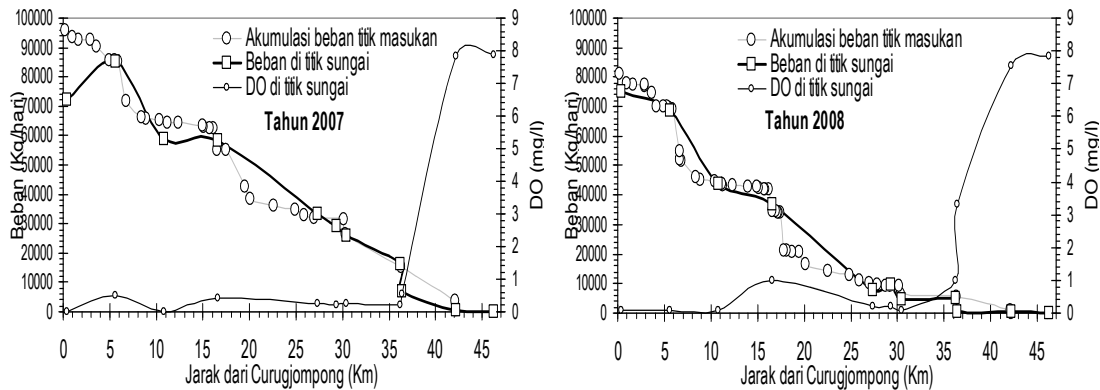 100000
90000
80000
70000
60000
50000
40000
30000
20000
10000
0
Beban (Kg/hari)
Akumulasi beban titik masukan
Beban di titik sungai
DO di titik sungai
Tahun 2007
9
8
7
6
5
4
3
2
1
0
DO (mg/l)
0 5 10 15 20 25 30 35 40 45
Jarak dari Curugjompong (Km)
100000
90000
80000
70000
60000
50000
40000
30000
20000
10000
0
Beban (Kg/hari)
Akumulasi beban titik masukan
Beban di titik sungai
DO di titik sungai
Tahun 2008
9
8
7
6
5
4
3
2
1
0
DO (mg/l)
0 5 10 15 20 25 30 35 40 45
Jarak dari Curugjompong (Km)